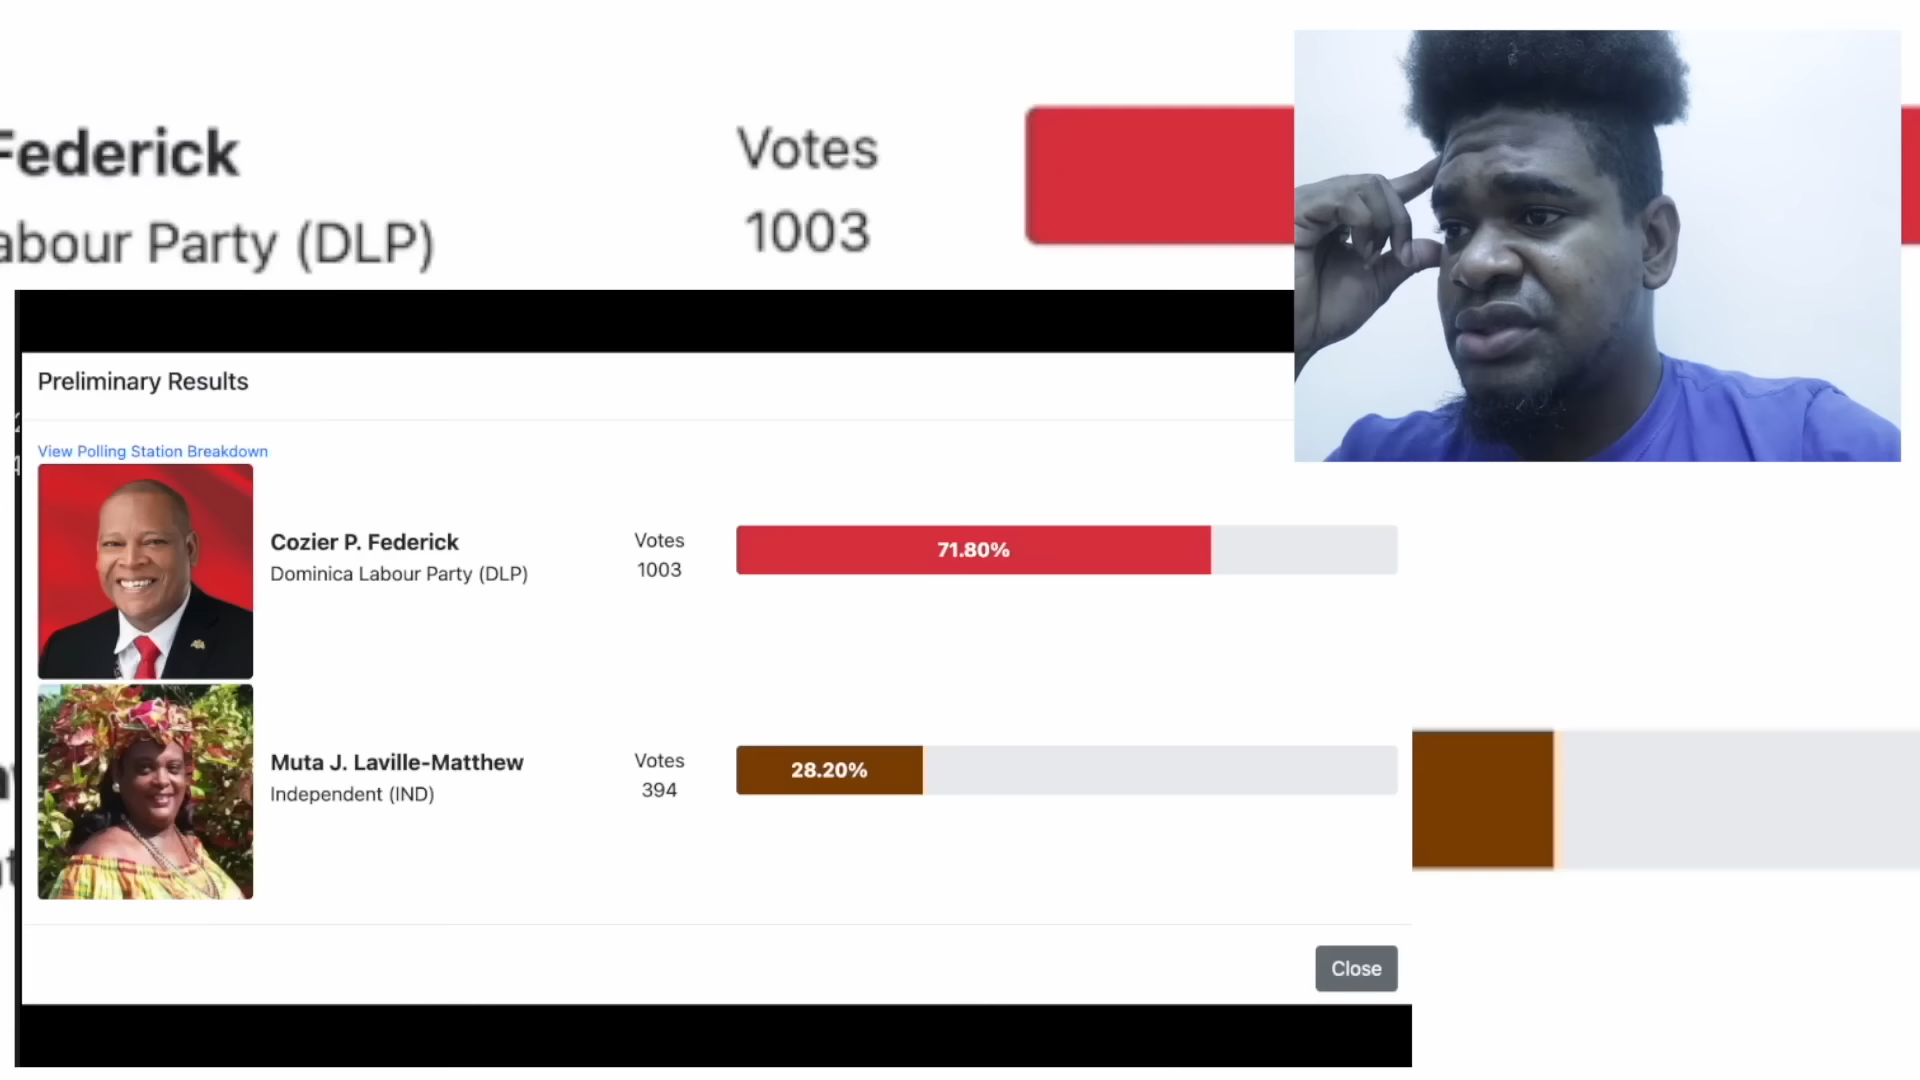 Federick
Votes
abour Party (DLP)
1003
Preliminary Results
View Polling Station Breakdown
Cozier P. Federick
Dominica Labour Party (DLP)
Votes
1003
71.80%
Muta J. Laville-Matthew
Independent (IND)
Votes
394
28.20%
Close